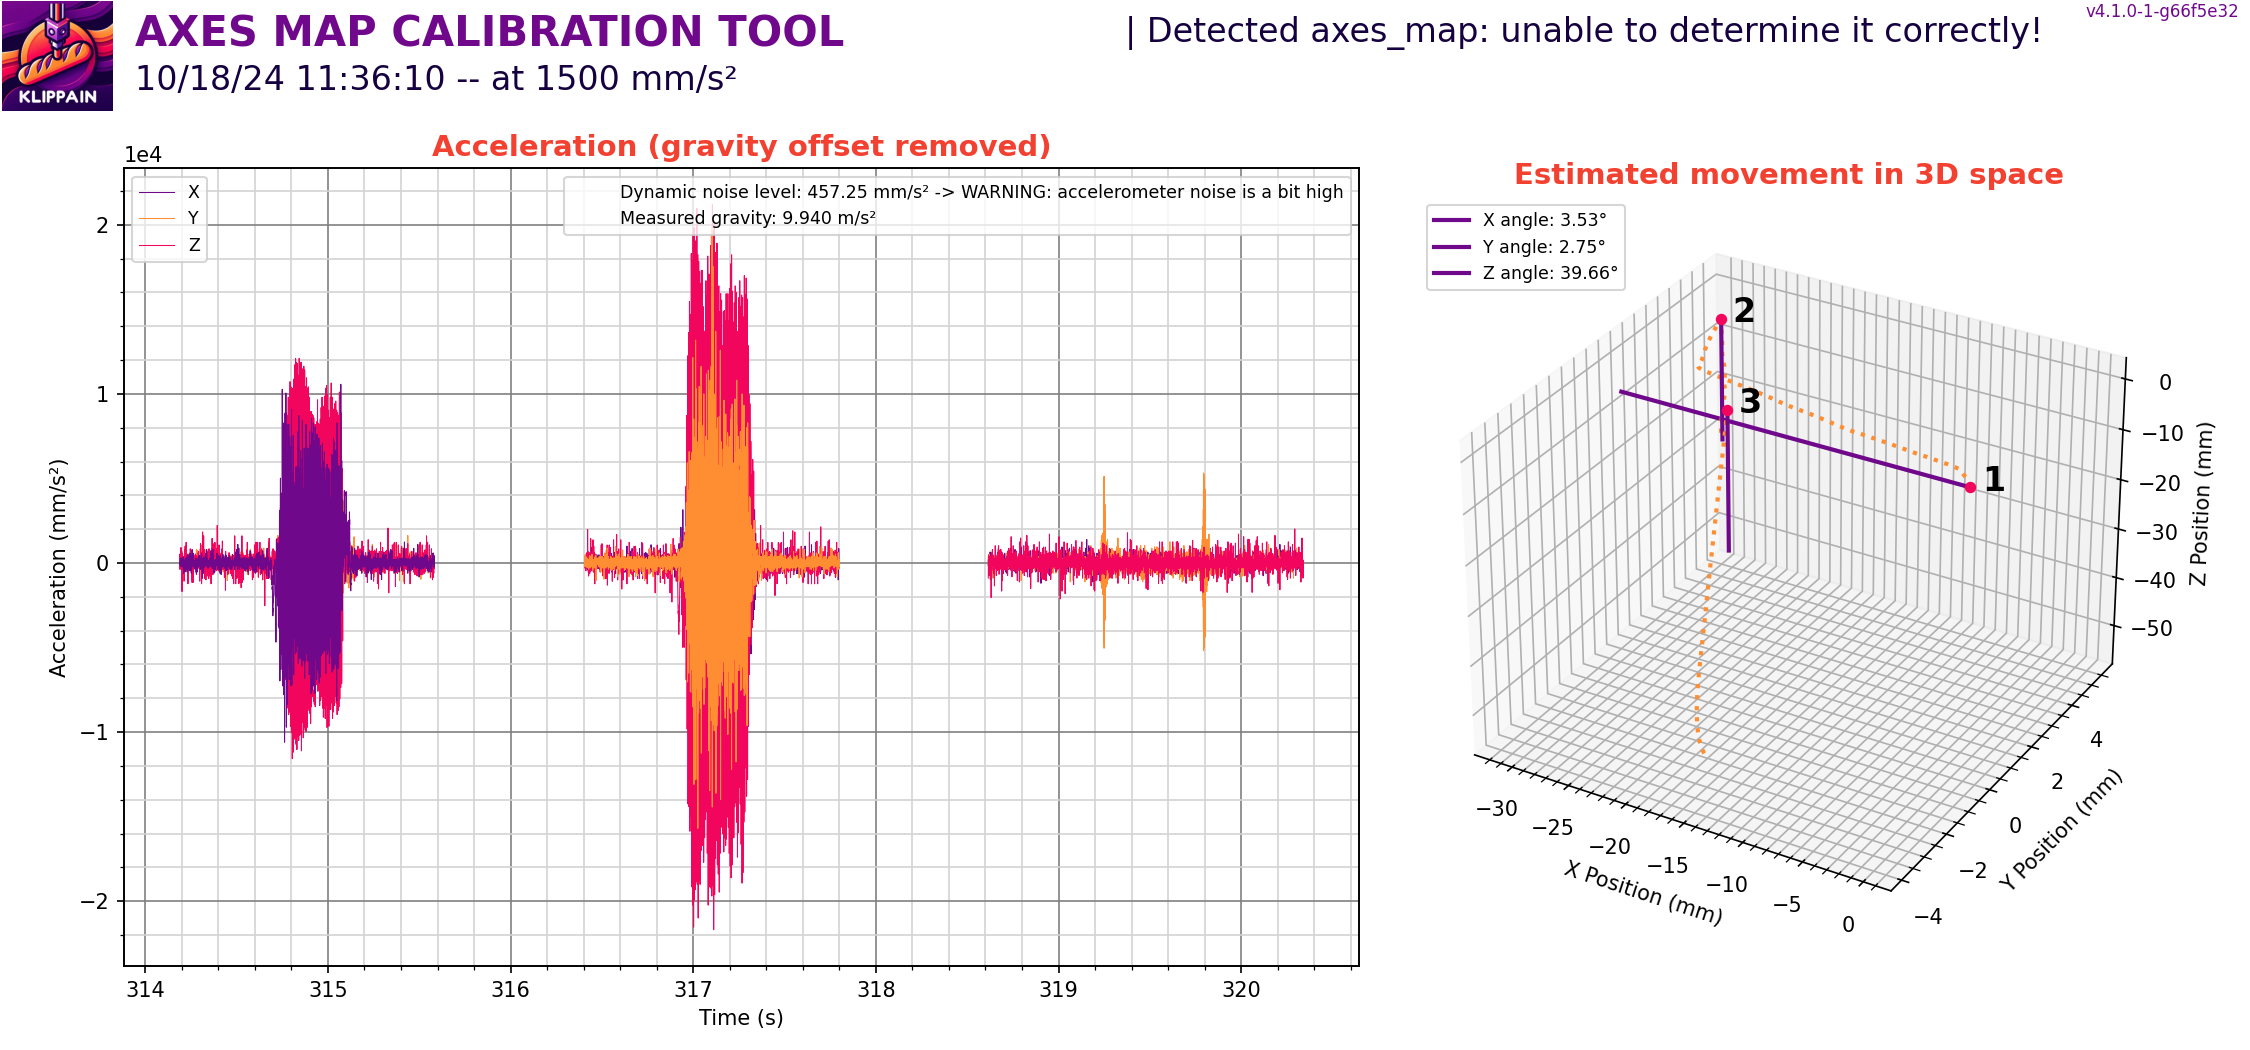 AXES MAP CALIBRATION TOOL
| Detected axes_map: unable to determine it correctly!
v4.1.0-1-g66f5e32
10/18/24 11:36:10 -- at 1500 mm/s²
KLIPPAIN
Acceleration (gravity offset removed)
1e4
X
Y
Z
Dynamic noise level: 457.25 mm/s² -> WARNING: accelerometer noise is a bit high
Measured gravity: 9.940 m/s²
2
1
0
−1
−2
Acceleration (mm/s²)
314
315
316
317
318
319
320
Time (s)
Estimated movement in 3D space
X angle: 3.53°
Y angle: 2.75°
Z angle: 39.66°
2
3
1
0
−10
−20
−30
−40
−50
Z Position (mm)
−30
−25
−20
−15
−10
−5
0
X Position (mm)
4
2
0
−2
−4
Y Position (mm)